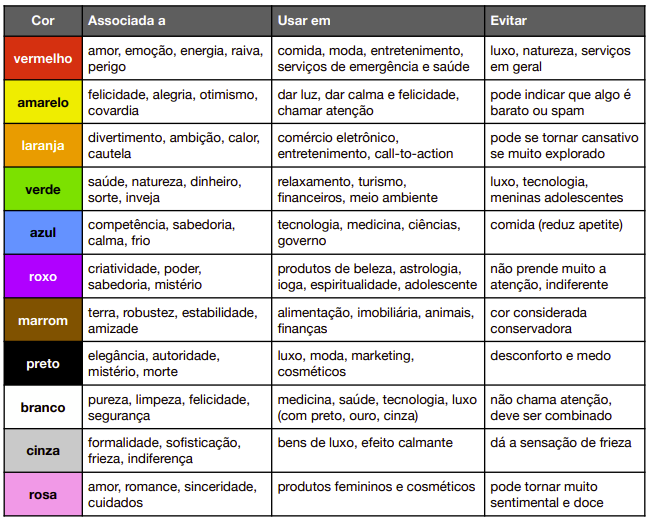 Cor Associada a Usar em Evitar
vermelho
amor, emoção, energia, raiva,
perigo
comida, moda, entretenimento,
serviços de emergência e saúde
luxo, natureza, serviços
em geral
amarelo
felicidade, alegria, otimismo,
covardia
dar luz, dar calma e felicidade,
chamar atenção
pode indicar que algo é
barato ou spam
laranja
divertimento, ambição, calor,
cautela
comércio eletrônico,
entretenimento, call-to-action
pode se tornar cansativo
se muito explorado
verde
saúde, natureza, dinheiro,
sorte, inveja
relaxamento, turismo,
financeiros, meio ambiente
luxo, tecnologia,
meninas adolescentes
azul
competência, sabedoria,
calma, frio
tecnologia, medicina, ciências,
governo
comida (reduz apetite)
roxo
criatividade, poder,
sabedoria, mistério
produtos de beleza, astrologia,
ioga, espiritualidade, adolescente
não prende muito a
atenção, indiferente
marrom
terra, robustez, estabilidade,
amizade
alimentação, imobiliária, animais,
finanças
cor considerada
conservadora
preto
elegância, autoridade,
mistério, morte
luxo, moda, marketing,
cosméticos
desconforto e medo
branco
pureza, limpeza, felicidade,
segurança
medicina, saúde, tecnologia, luxo
(com preto, ouro, cinza)
não chama atenção,
deve ser combinado
cinza
formalidade, sofisticação,
frieza, indiferença
bens de luxo, efeito calmante
dá a sensação de frieza
rosa
amor, romance, sinceridade,
cuidados
produtos femininos e cosméticos
pode tornar muito
sentimental e doce